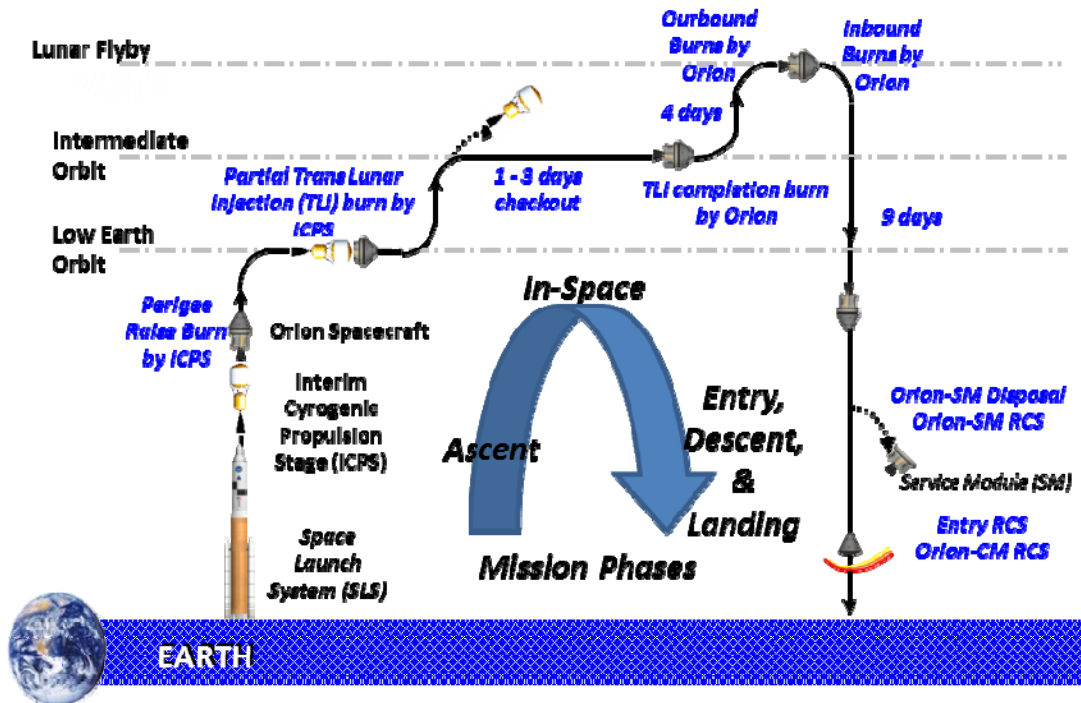 Lunar Flyby
Outbound
Burns by
Orion
Inbound
Burns by
Orion
4 days
Intermediate
Orbit
Partial Trans Lunar
Injection (TLI) burn by
ICPS
1 - 3 days
checkout
TLI completion burn
by Orion
9 days
Low Earth
Orbit
Perigee
Raise Burn
by ICPS
Orion Spacecraft
Interim
Cyrogenic
Propulsion
Stage (ICPS)
Space
Launch
System (SLS)
In-Space
Ascent
Entry,
Descent,
&
Landing
Mission Phases
Orion-SM Disposal
Orion-SM RCS
Service Module (SM)
Entry RCS
Orion-CM RCS
EARTH